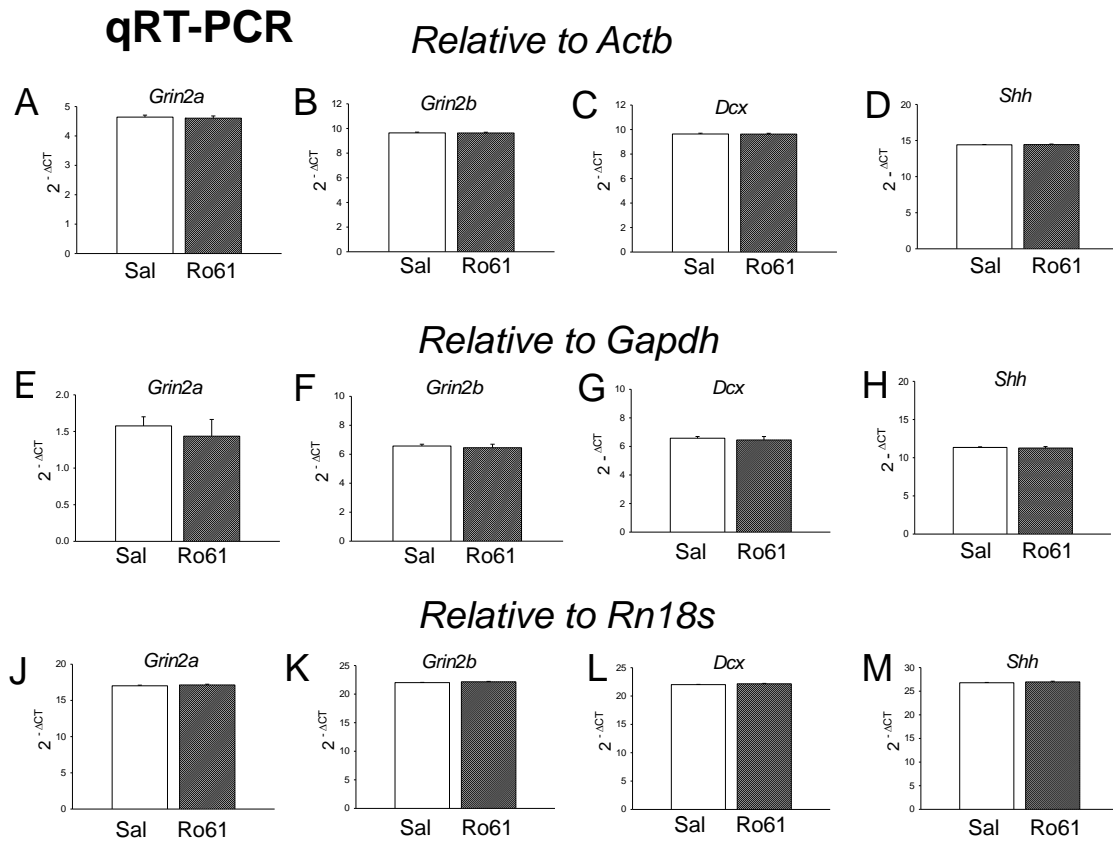 qRT-PCR
Relative to Actb
A
Grin2a
2 - ΔCT
5
4
3
2
1
0
Sal Ro61
B
Grin2b
2 - ΔCT
12
10
8
6
4
2
0
Sal Ro61
C
Dcx
2 - ΔCT
12
10
8
6
4
2
0
Sal Ro61
D
Shh
2 - ΔCT
20
15
10
5
0
Sal Ro61
Relative to Gapdh
E
Grin2a
2 - ΔCT
2.0
1.5
1.0
0.5
0.0
Sal Ro61
F
Grin2b
2 - ΔCT
10
8
6
4
2
0
Sal Ro61
G
Dcx
2 - ΔCT
10
8
6
4
2
0
Sal Ro61
H
Shh
2 - ΔCT
20
15
10
5
0
Sal Ro61
Relative to Rn18s
J
Grin2a
2 - ΔCT
20
15
10
5
0
Sal Ro61
K
Grin2b
2 - ΔCT
25
20
15
10
5
0
Sal Ro61
L
Dcx
2 - ΔCT
25
20
15
10
5
0
Sal Ro61
M
Shh
2 - ΔCT
30
25
20
15
10
5
0
Sal Ro61